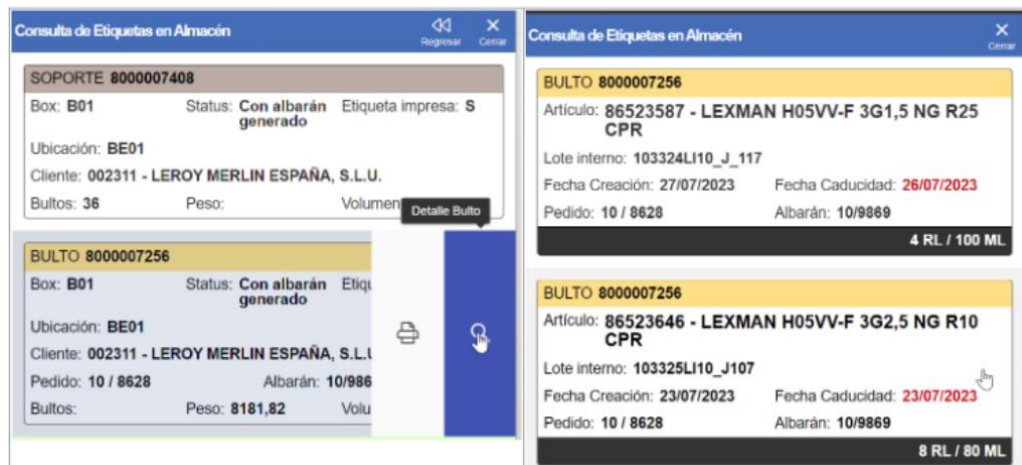 Consulta de Etiquetas en Almacén
Regresar Cerrar
SOPORTE 8000007408
Box: B01 Status: Con albarán Etiqueta impresa: S
generado
Ubicación: BE01
Cliente: 002311 - LEROY MERLIN ESPAÑA, S.L.U.
Bultos: 36 Peso: Volumen
Detalle Bulto
BULTO 8000007256
Box: B01 Status: Con albarán Etiqu
generado
Ubicación: BE01
Cliente: 002311 - LEROY MERLIN ESPAÑA, S.L.U
Pedido: 10 / 8628 Albarán: 10/986
Bultos: Peso: 8181,82 Volu
Consulta de Etiquetas en Almacén
Cerrar
BULTO 8000007256
Artículo: 86523587 - LEXMAN H05VV-F 3G1,5 NG R25
CPR
Lote interno: 103324LI10_J_117
Fecha Creación: 27/07/2023 Fecha Caducidad: 26/07/2023
Pedido: 10 / 8628 Albarán: 10/9869
4 RL / 100 ML
BULTO 8000007256
Artículo: 86523646 - LEXMAN H05VV-F 3G2,5 NG R10
CPR
Lote interno: 103325LI10_J107
Fecha Creación: 23/07/2023 Fecha Caducidad: 23/07/2023
Pedido: 10 / 8628 Albarán: 10/9869
8 RL / 80 ML